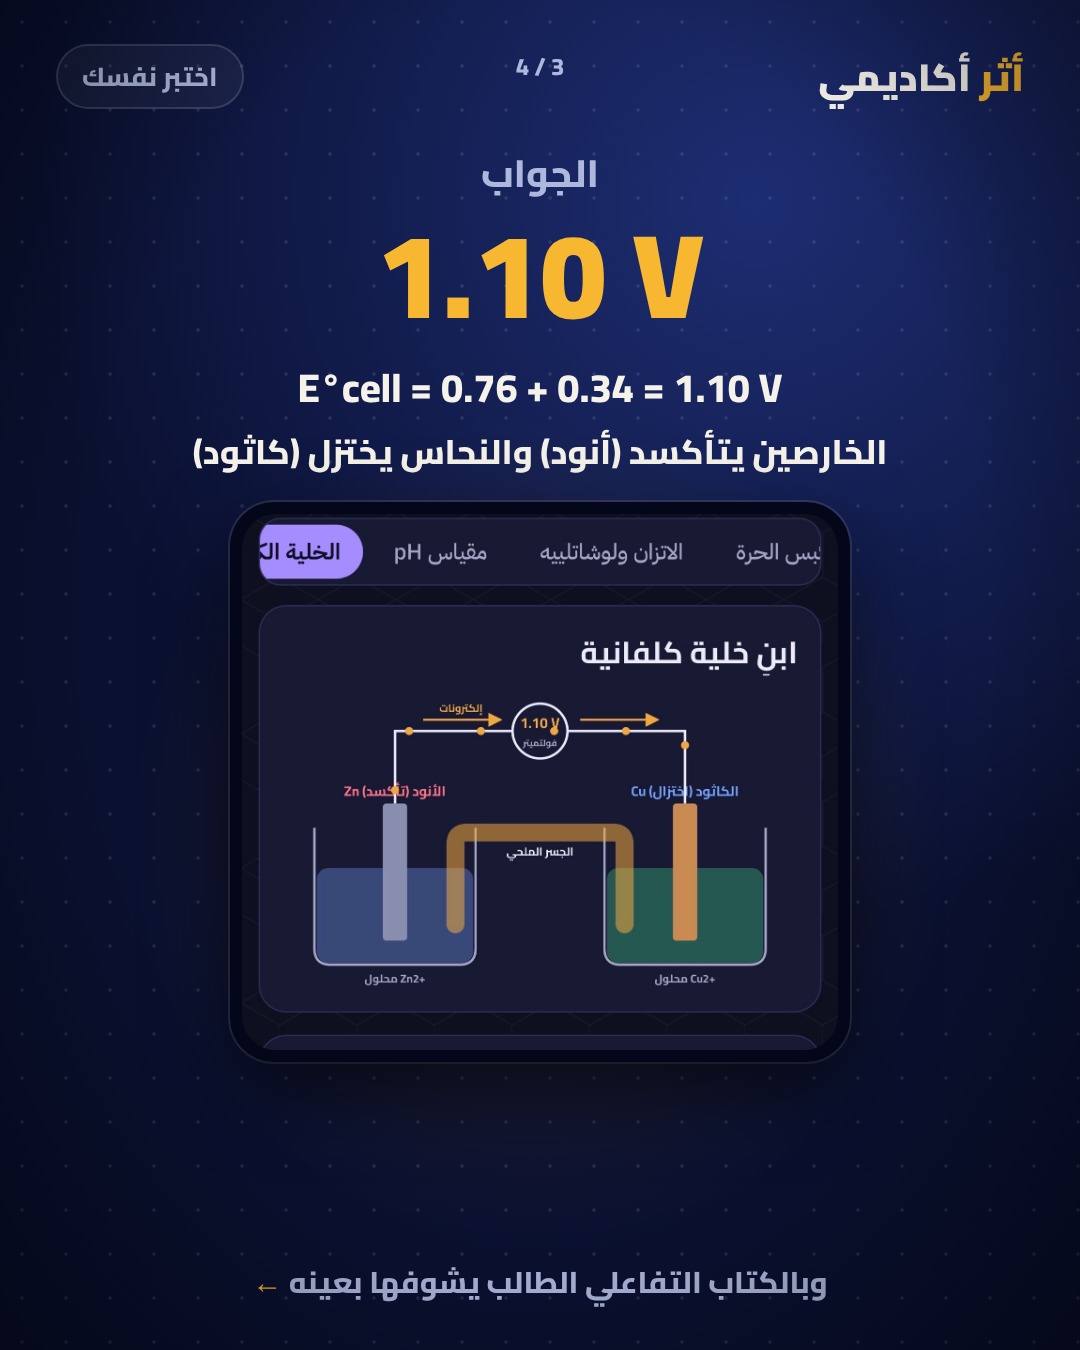 أثر أكاديمي
4 / 3
اختبر نفسك
الجواب
1.10 V
E°cell = 0.76 + 0.34 = 1.10 V
الخارصين يتأكسد (أنود) والنحاس يختزل (كاثود)
الاتزان ولوشاتلييه
مقياس pH
الخلية
ابنِ خلية كلفانية
إلكترونات
1.10 V
فولتميتر
الأنود (تأكسد) Zn
الكاثود (اختزال) Cu
الجسر الملحي
محلول Zn2+
محلول Cu2+
وبالكتاب التفاعلي الطالب يشوفها بعينه ←